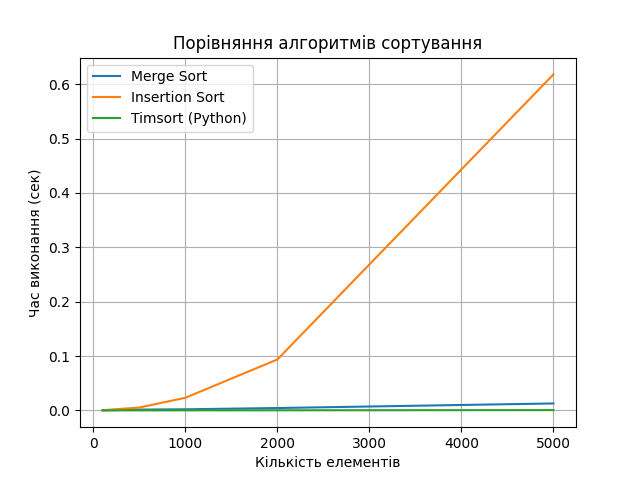 Порівняння алгоритмів сортування
Merge Sort
Insertion Sort
Timsort (Python)
Час виконання (сек)
0.6
0.5
0.4
0.3
0.2
0.1
0.0
0 1000 2000 3000 4000 5000
Кількість елементів